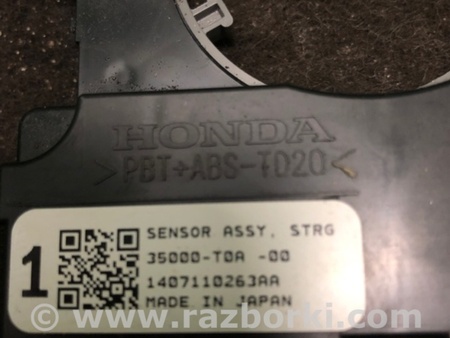 HONDA
>PBT+ABS-TD20<
1
SENSOR ASSY, STRG
35000-T0A -00
1407110263AA
MADE IN JAPAN
www.razborki.com